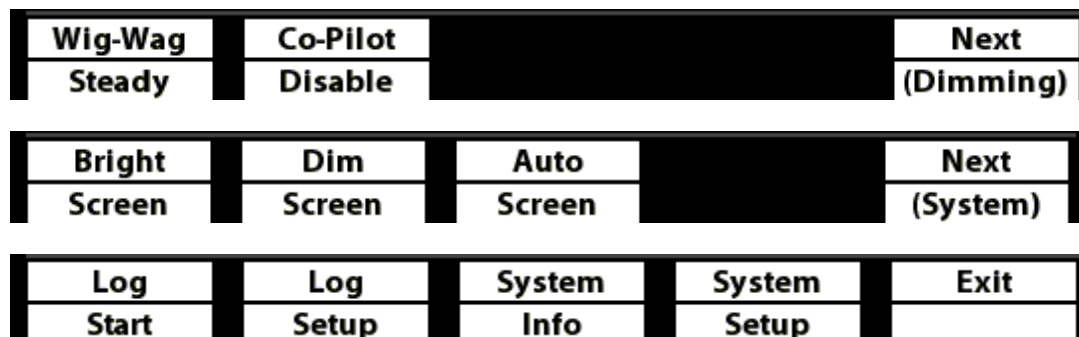 Wig-Wag Co-Pilot Next
Steady Disable (Dimming)
Bright Dim Auto Next
Screen Screen Screen (System)
Log Log System System Exit
Start Setup Info Setup